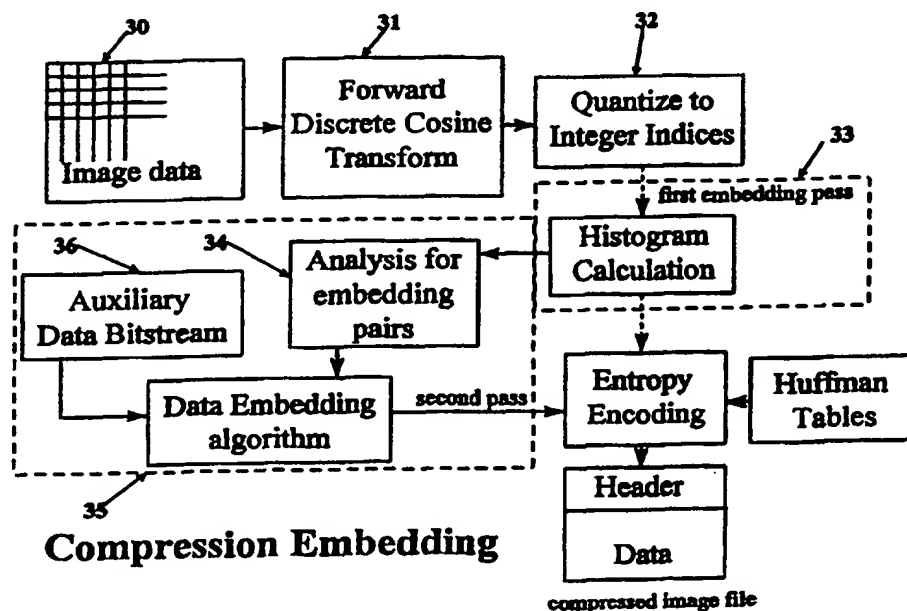 30
31
32
Image data
Forward
Discrete Cosine
Transform
Quantize to
Integer Indices
33
first embedding pass
Histogram
Calculation
34
Analysis for
embedding
pairs
36
Auxiliary
Data Bitstream
Data Embedding
algorithm
second pass
Entropy
Encoding
Huffman
Tables
35
Header
Data
Compression Embedding
compressed image file